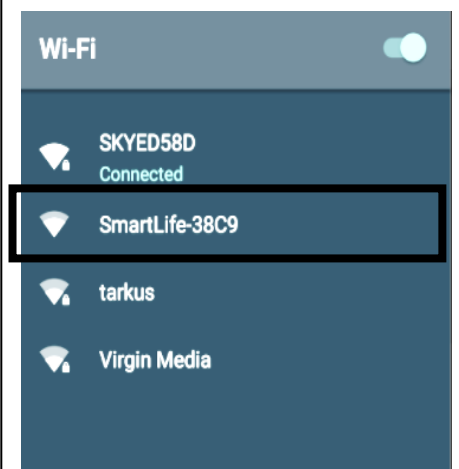 Wi-Fi
SKYED58D
Connected
SmartLife-38C9
tarkus
Virgin Media